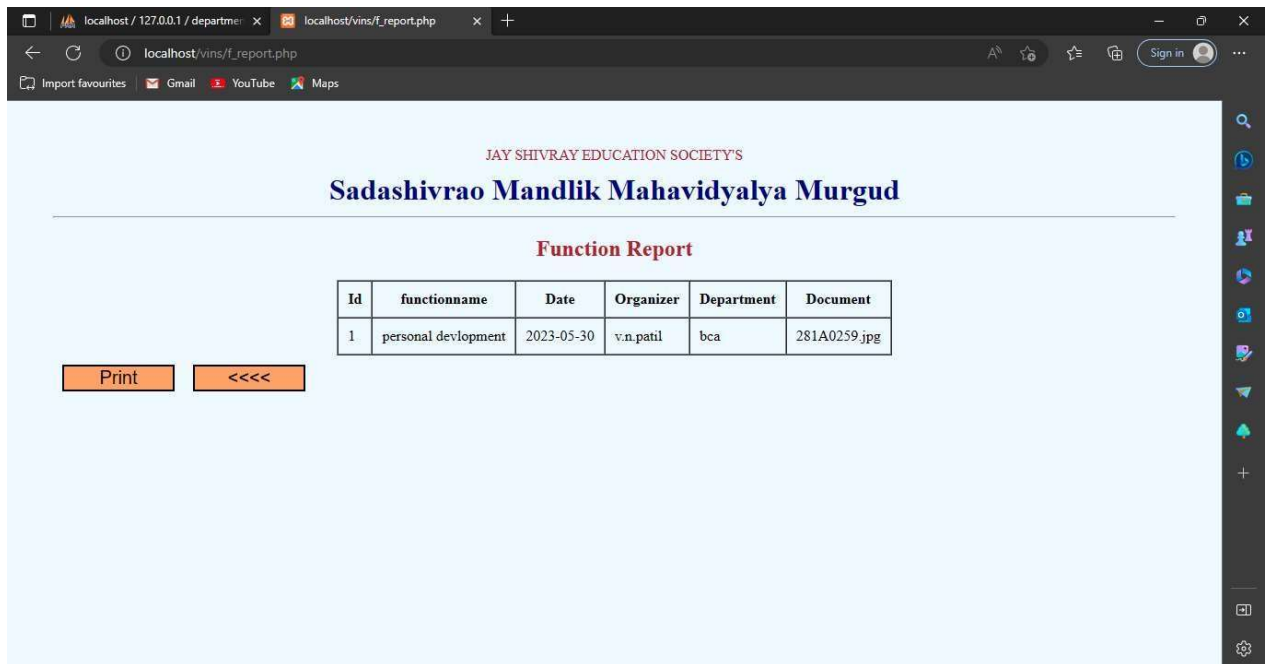 localhost / 127.0.0.1 / departmen
localhost/vins/f_report.php
localhost/vins/f_report.php
Sign in
Import favourites Gmail YouTube Maps
JAY SHIVRAY EDUCATION SOCIETY'S
Sadashivrao Mandlik Mahavidyalya Murgud
Function Report
Id functionname Date Organizer Department Document
1 personal devlopment 2023-05-30 v.n.patil bca 281A0259.jpg
Print <<<<